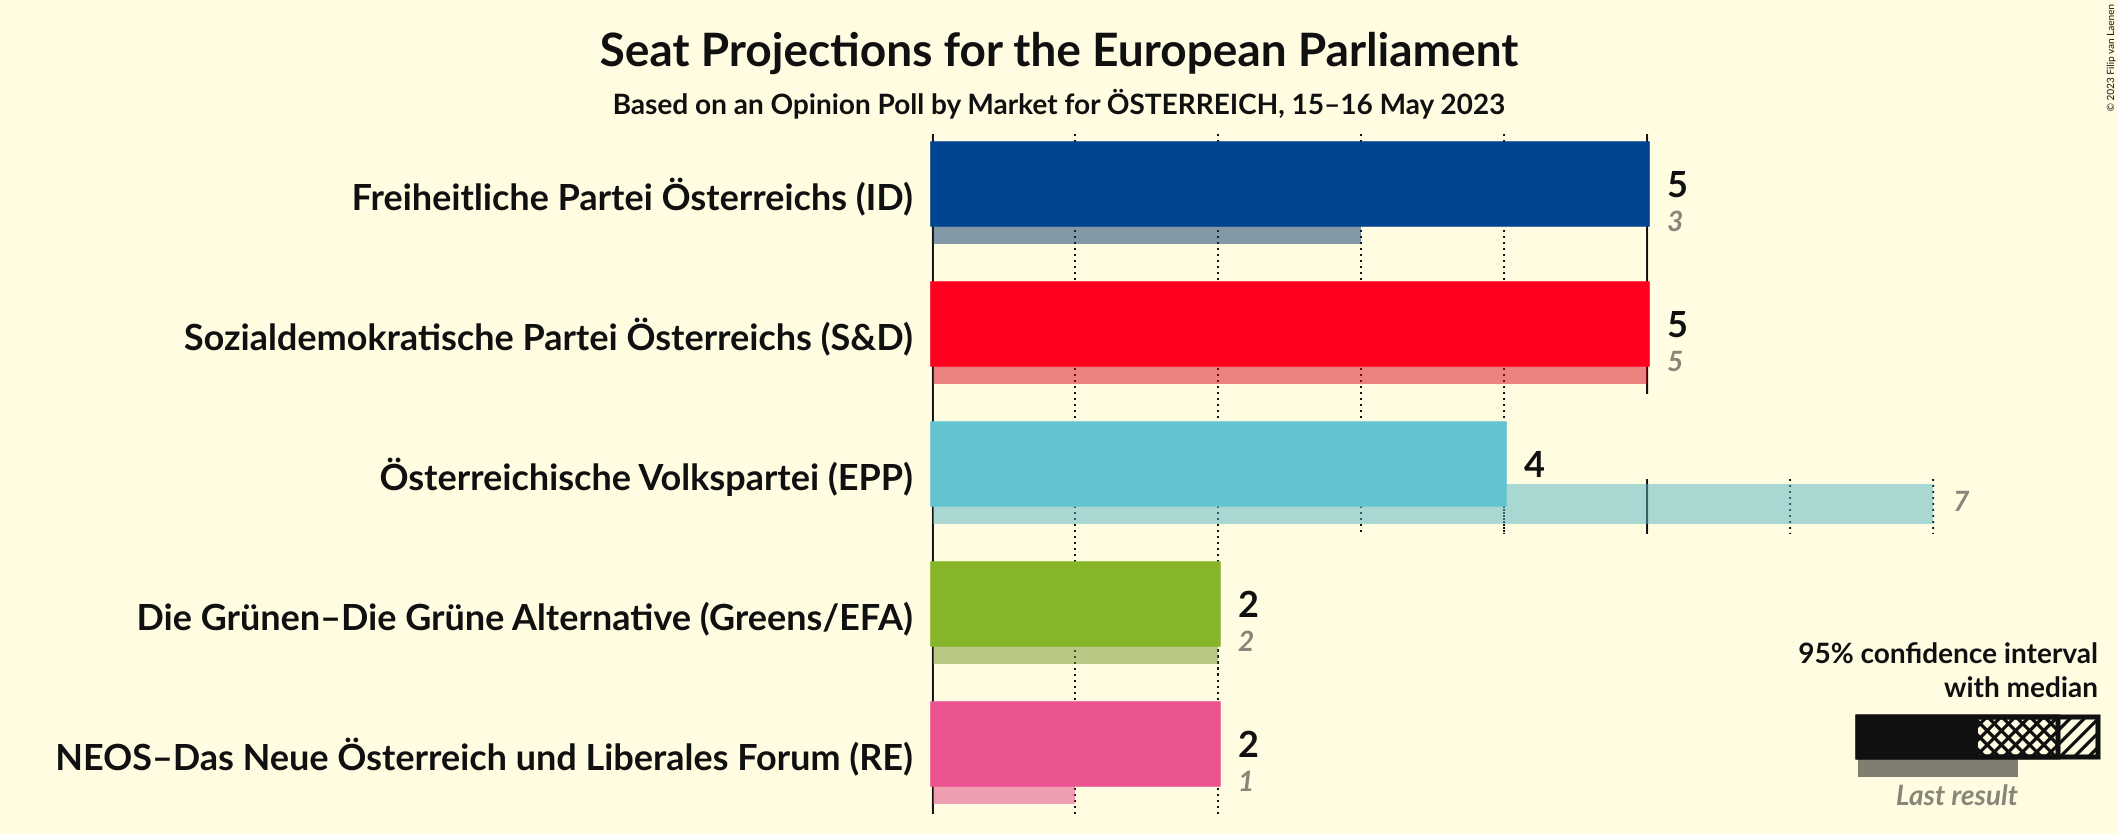 Seat Projections for the European Parliament
Based on an Opinion Poll by Market for ÖSTERREICH, 15–16 May 2023
© 2023 Filip van Laenen
Freiheitliche Partei Österreichs (ID)
5
3
Sozialdemokratische Partei Österreichs (S&D)
5
5
Österreichische Volkspartei (EPP)
4
7
Die Grünen–Die Grüne Alternative (Greens/EFA)
2
2
NEOS–Das Neue Österreich und Liberales Forum (RE)
2
1
95% confidence interval
with median
Last result